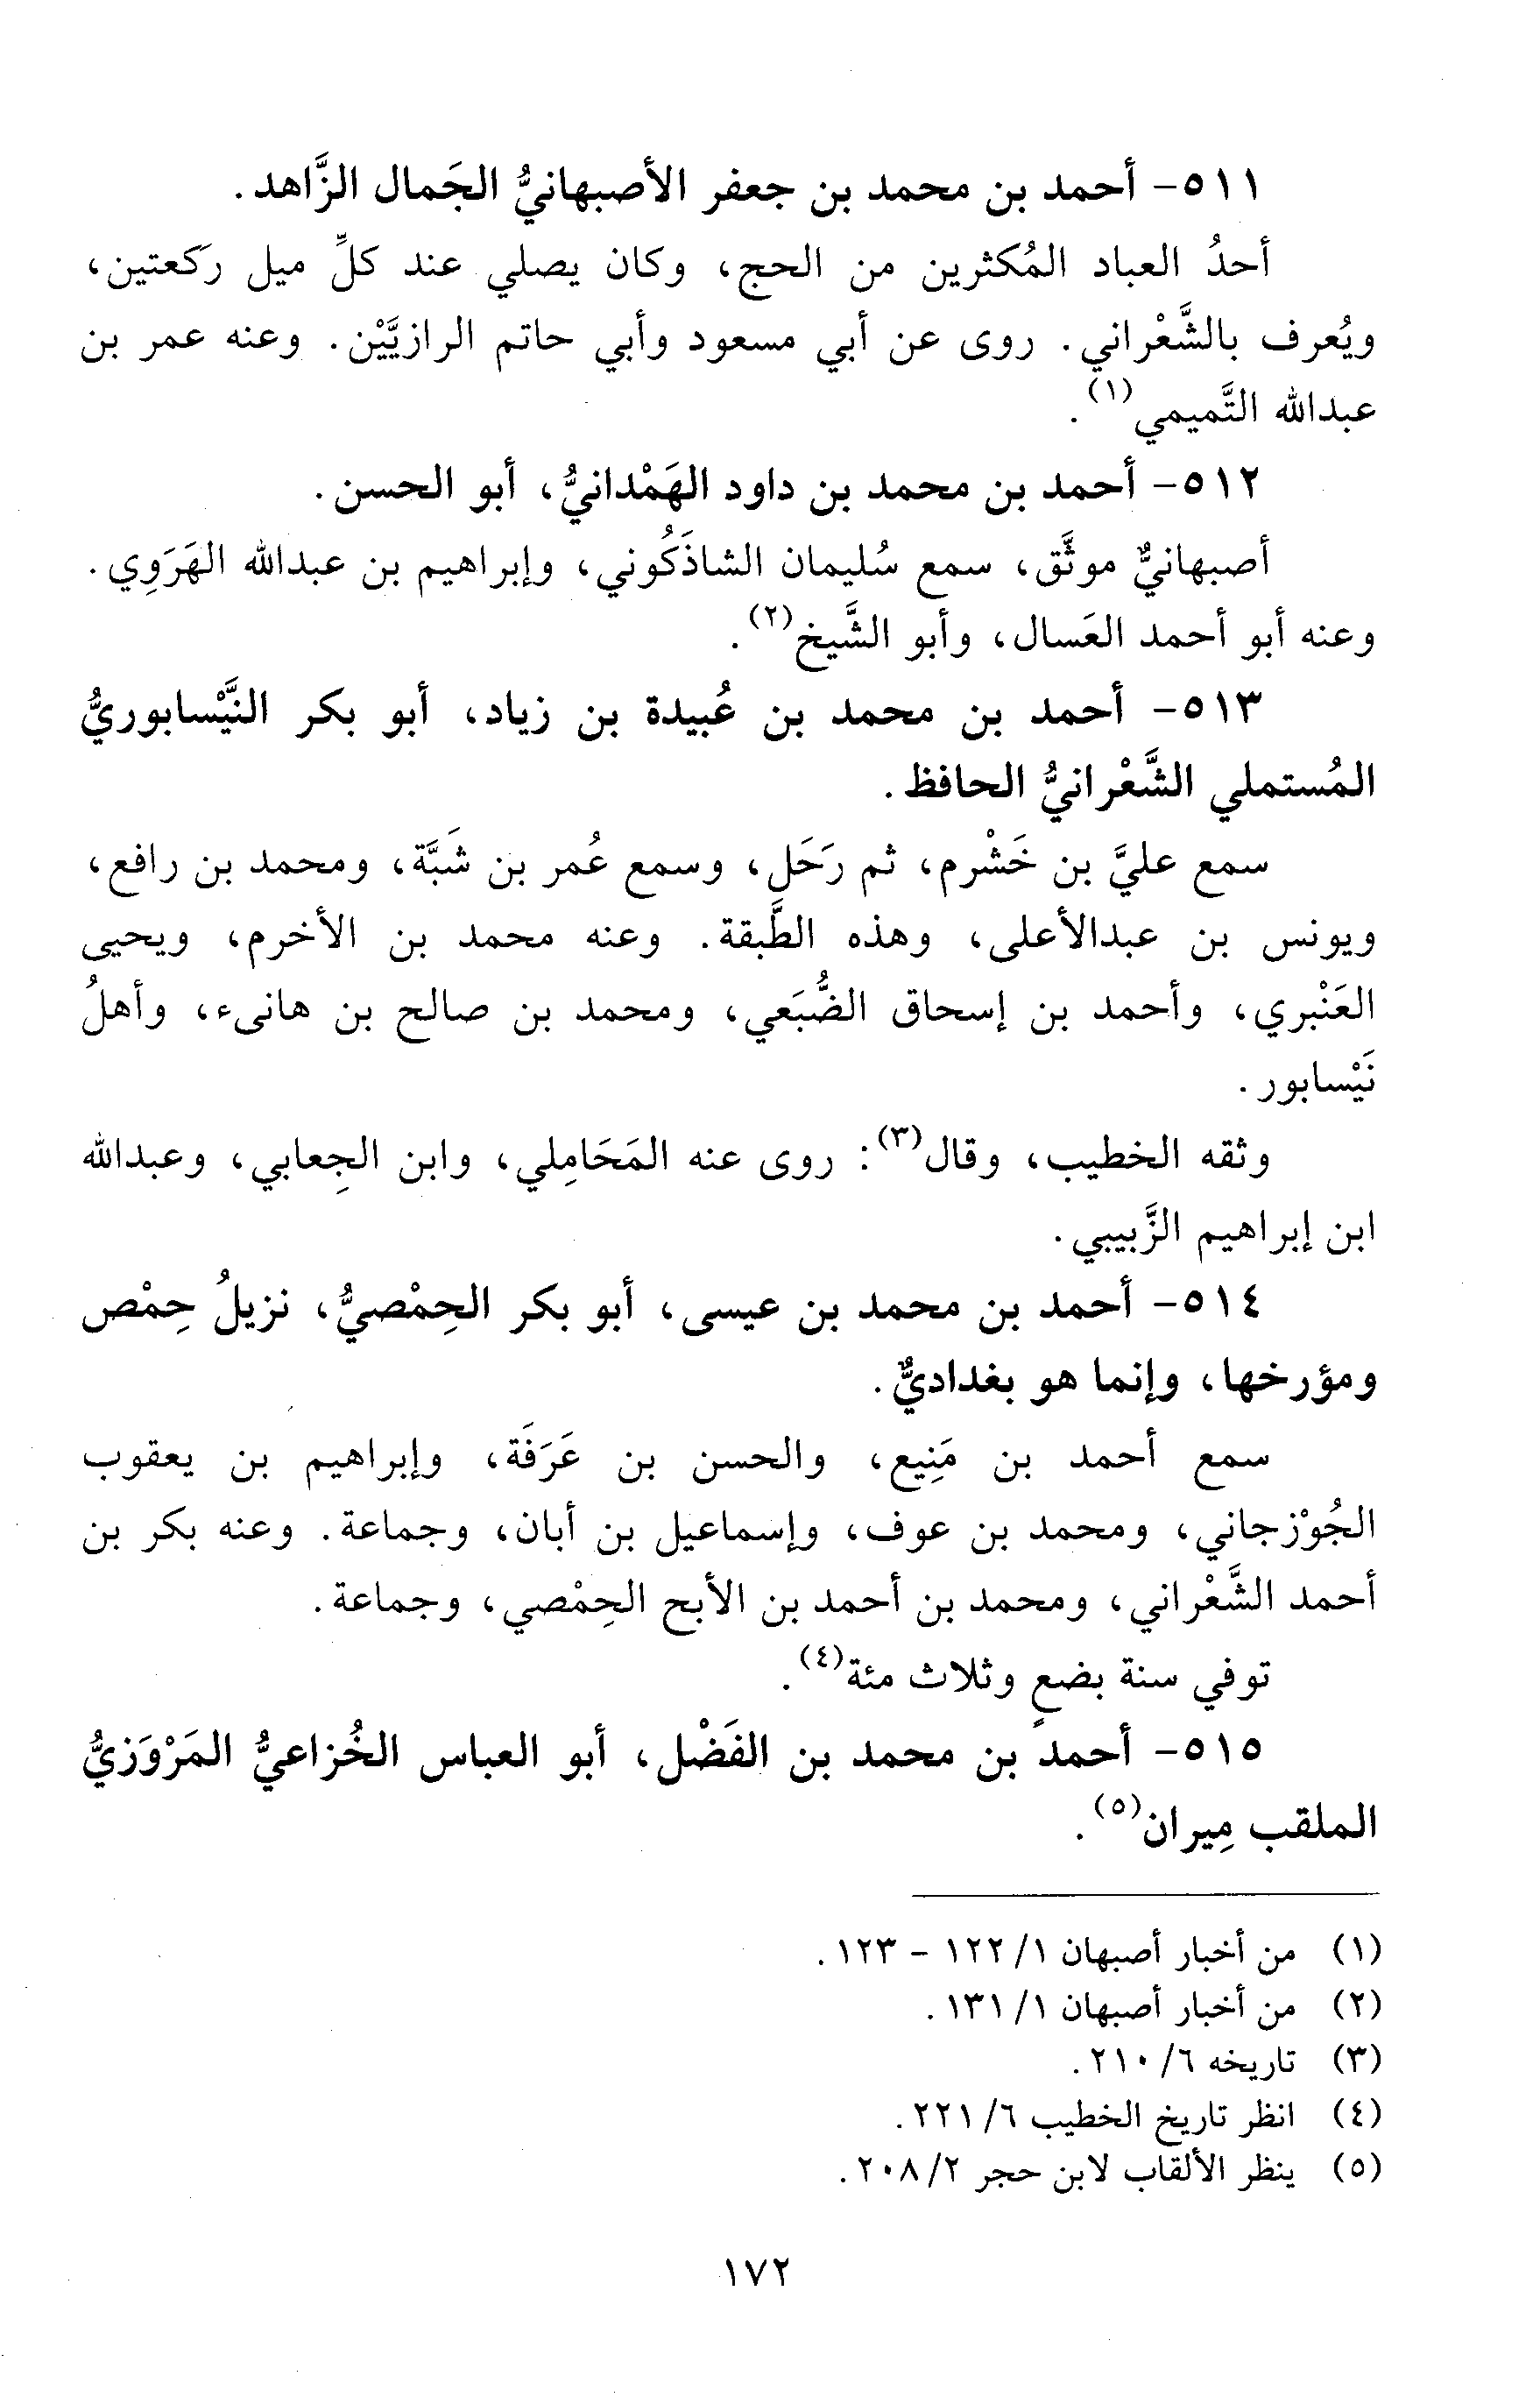 ٥١١- أحمد بن محمد بن جعفر الأصبهانيُّ الجَمال الزَّاهد.
أحدُ العباد المُكثرين من الحج، وكان يصلي عند كلِّ ميل رَكعتين،
ويُعرف بالشَّعْراني. روى عن أبي مسعود وأبي حاتم الرازيَّيْن. وعنه عمر بن
عبدالله التَّميمي(١).
٥١٢- أحمد بن محمد بن داود الهَمْدانيُّ، أبو الحسن.
أصبهانيٌّ موثَّق، سمع سُليمان الشاذَكُوني، وإبراهيم بن عبدالله الهَرَوِي.
وعنه أبو أحمد العَسال، وأبو الشَّيخ(٢).
٥١٣- أحمد بن محمد بن عُبيدة بن زياد، أبو بكر النَّيْسابوريُّ
المُستملي الشَّعْرانيُّ الحافظ.
سمع عليَّ بن خَشْرم، ثم رَحَل، وسمع عُمر بن شَبَّة، ومحمد بن رافع،
ويونس بن عبدالأعلى، وهذه الطَّبقة. وعنه محمد بن الأخرم، ويحيى
العَنْبري، وأحمد بن إسحاق الضُّبَعي، ومحمد بن صالح بن هانىء، وأهلُ
نَيْسابور.
وثقه الخطيب، وقال(٣): روى عنه المَحَامِلي، وابن الجِعابي، وعبدالله
ابن إبراهيم الزَّبيبي.
٥١٤- أحمد بن محمد بن عيسى، أبو بكر الحِمْصيُّ، نزيلُ حِمْص
ومؤرخها، وإنما هو بغداديٌّ.
سمع أحمد بن مَنِيع، والحسن بن عَرَفَة، وإبراهيم بن يعقوب
الجُوْزجاني، ومحمد بن عوف، وإسماعيل بن أبان، وجماعة. وعنه بكر بن
أحمد الشَّعْراني، ومحمد بن أحمد بن الأبح الحِمْصي، وجماعة.
توفي سنة بضعٍ وثلاث مئة(٤).
٥١٥- أحمد بن محمد بن الفَضْل، أبو العباس الخُزاعيُّ المَرْوَزيُّ
الملقب مِيران(٥).
(١) من أخبار أصبهان ١/ ١٢٢ - ١٢٣.
(٢) من أخبار أصبهان ١/ ١٣١.
(٣) تاريخه ٦/ ٢١٠.
(٤) انظر تاريخ الخطيب ٦/ ٢٢١.
(٥) ينظر الألقاب لابن حجر ٢/ ٢٠٨.
١٧٢